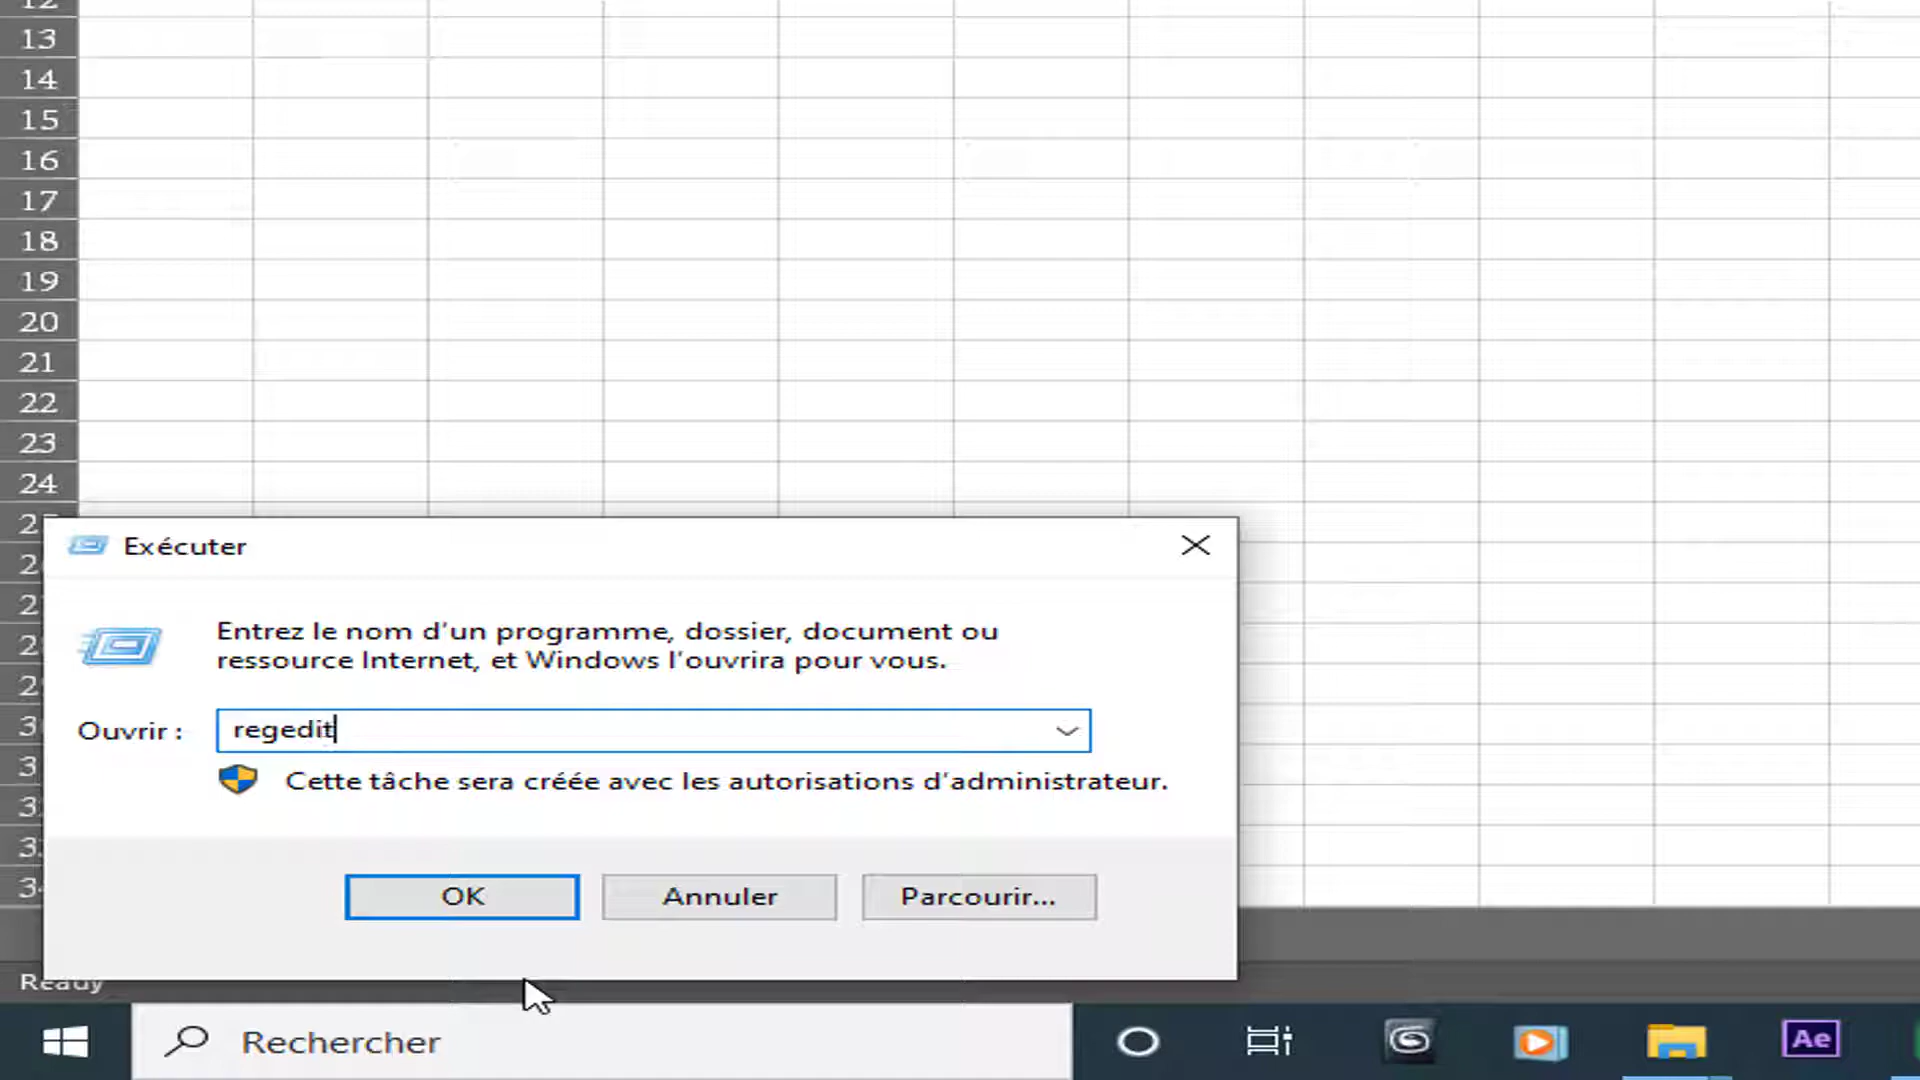 12
13
14
15
16
17
18
19
20
21
22
23
24
Exécuter
Entrez le nom d'un programme, dossier, document ou
ressource Internet, et Windows l'ouvrira pour vous.
Ouvrir :
regedit
Cette tâche sera créée avec les autorisations d'administrateur.
OK
Annuler
Parcourir...
Ready
Rechercher
Ae